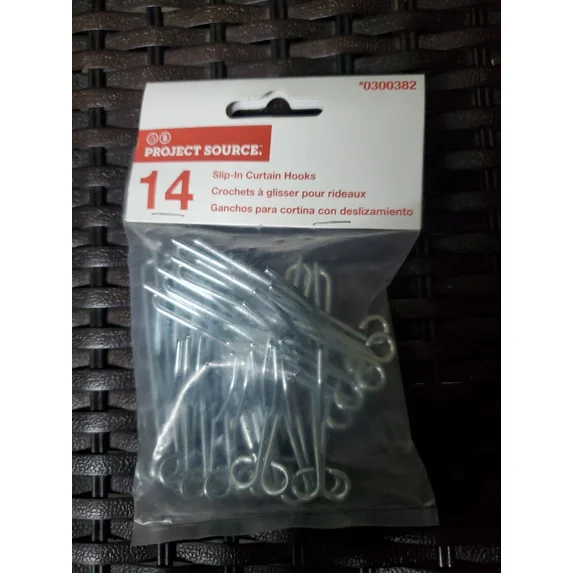 #0300382
PROJECT SOURCE.
14
Slip-In Curtain Hooks
Crochets à glisser pour rideaux
Ganchos para cortina con deslizamiento